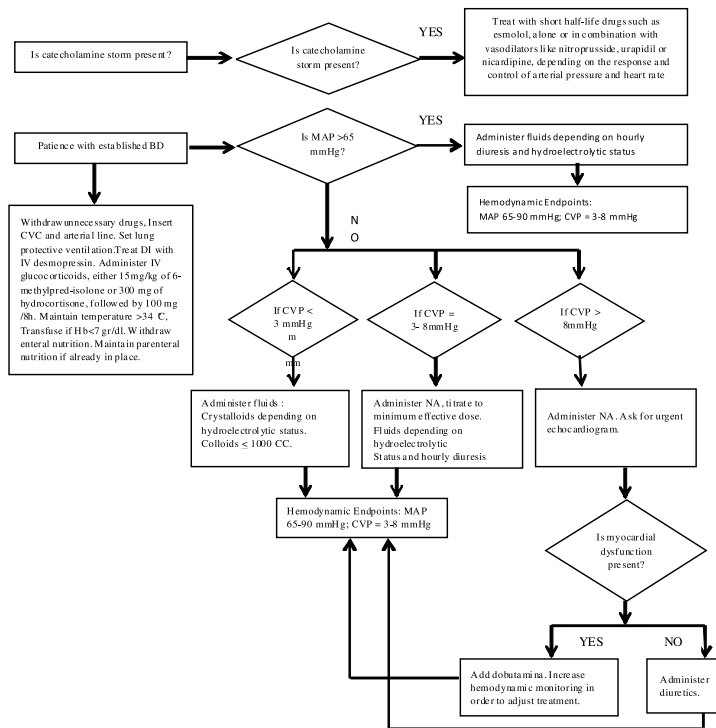 Is catecholamine storm present?
Is catecholamine
storm present?
YES
Treat with short half-life drugs such as
esmolol, alone or in combination with
vasodilators like nitroprusside, urapidil or
nicardipine, depending on the response and
control of arterial pressure and heart rate
Patience with established BD
Is MAP >65
mmHg?
YES
Administer fluids depending on hourly
diuresis and hydroelectrolytic status
Hemodynamic Endpoints:
MAP 65-90 mmHg; CVP = 3-8 mmHg
Withdraw unnecessary drugs, Insert
CVC and arterial line. Set lung
protective ventilation. Treat DI with
IV desmopressin. Administer IV
glucocorticoids, either 15mg/kg of 6-
methylpred-isolone or 300 mg of
hydrocortisone, followed by 100 mg
/8h. Maintain temperature >34 ℃,
Transfuse if Hb<7 gr/dl. Withdraw
enteral nutrition. Maintain parenteral
nutrition if already in place.
N
O
If CVP <
3 mmHg
m
mm
If CVP =
3- 8mmHg
If CVP >
8mmHg
Administer fluids :
Crystalloids depending on
hydroelectrolytic status.
Colloids ≤ 1000 CC.
Administer NA, titrate to
minimum effective dose.
Fluids depending on
hydroelectrolytic
Status and hourly diuresis
Administer NA. Ask for urgent
echocardiogram.
Hemodynamic Endpoints: MAP
65-90 mmHg; CVP = 3-8 mmHg
Is myocardial
dysfunction
present?
YES
NO
Add dobutamina. Increase
hemodynamic monitoring in
order to adjust treatment.
Administer
diuretics.